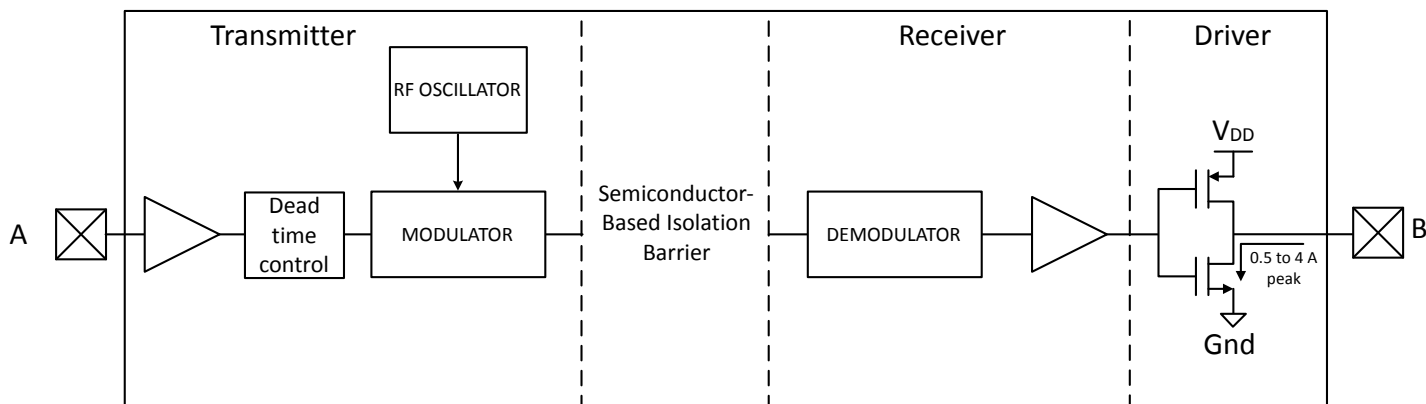 Transmitter
Receiver
Driver
RF OSCILLATOR
VDD
A
Dead
time
control
MODULATOR
Semiconductor-
Based Isolation
Barrier
DEMODULATOR
B
0.5 to 4 A
peak
Gnd